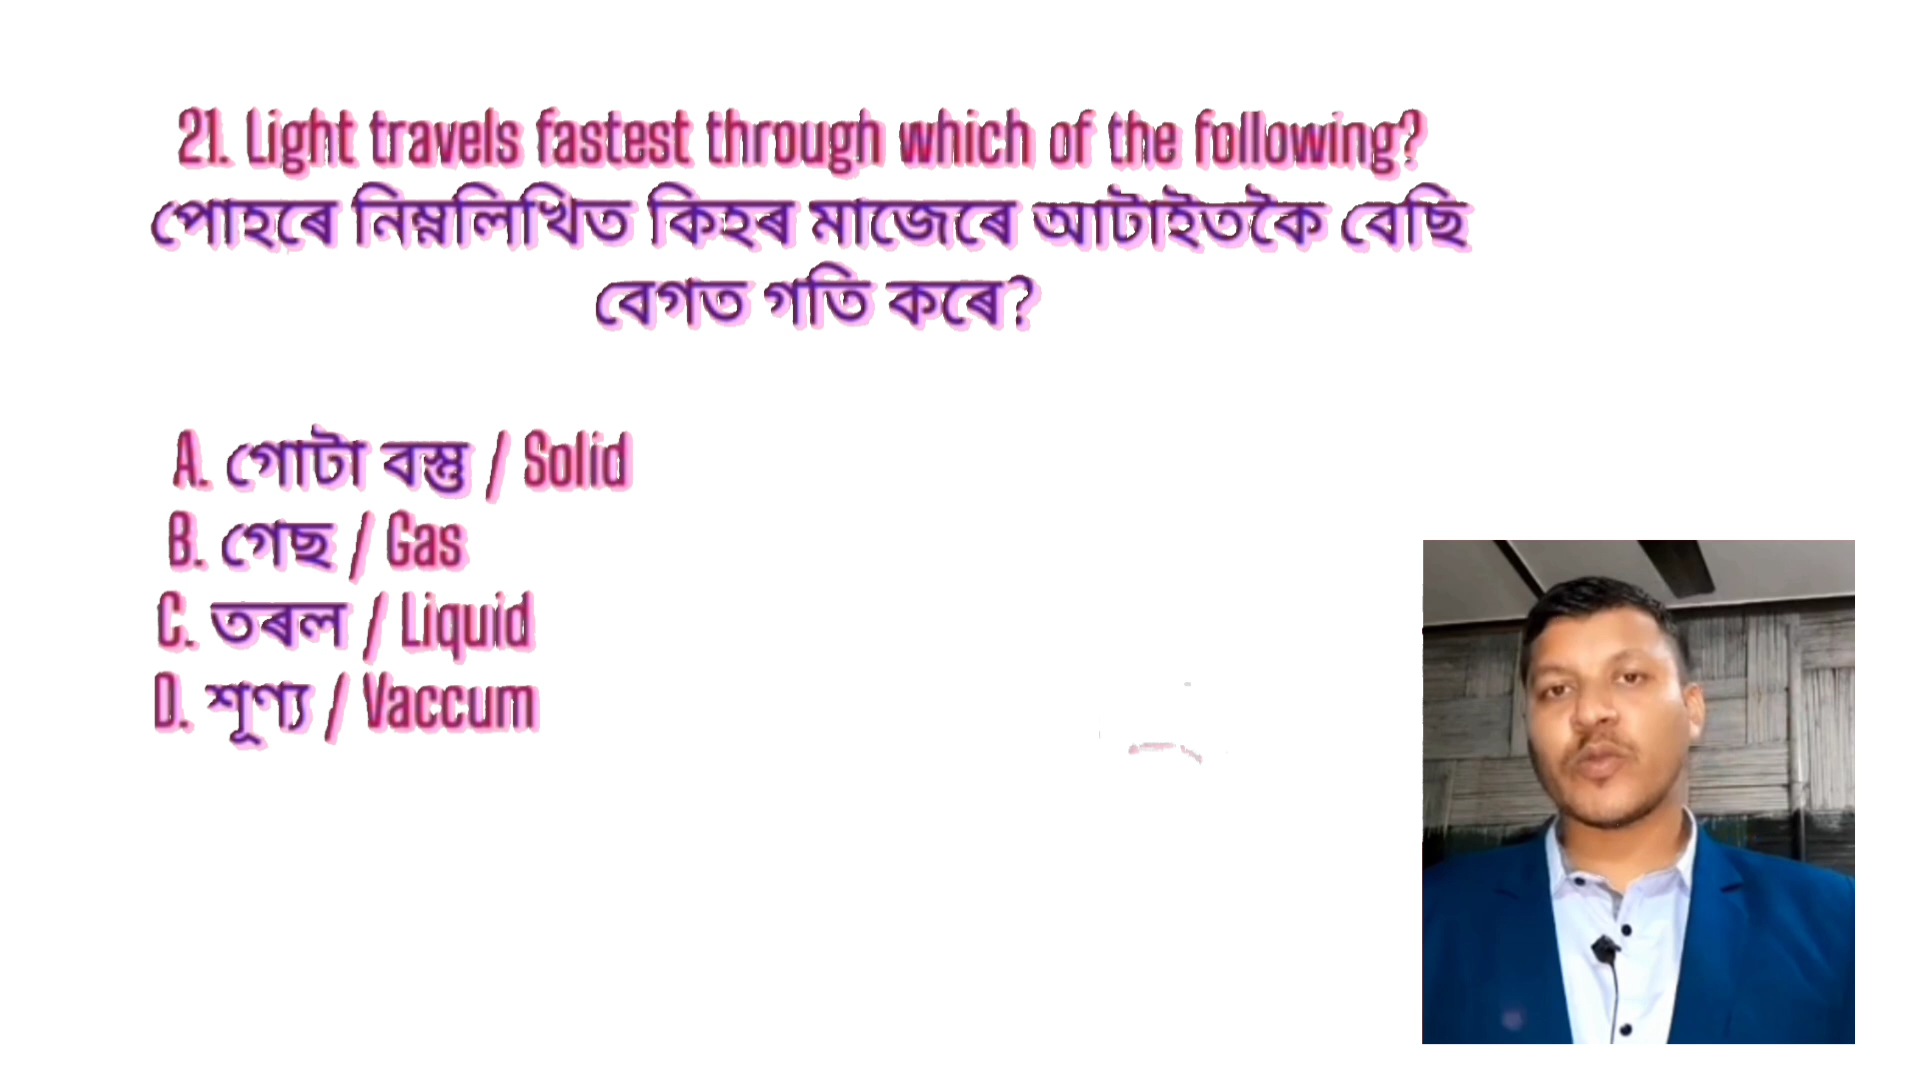 21. Light travels fastest through which of the following?
পোহৰে নিম্নলিখিত কিহৰ মাজেৰে আটাইতকৈ বেছি
বেগত গতি কৰে?
A. গোটা বস্তু / Solid
B. গেছ / Gas
C. তৰল / Liquid
D. শূণ্য / Vaccum